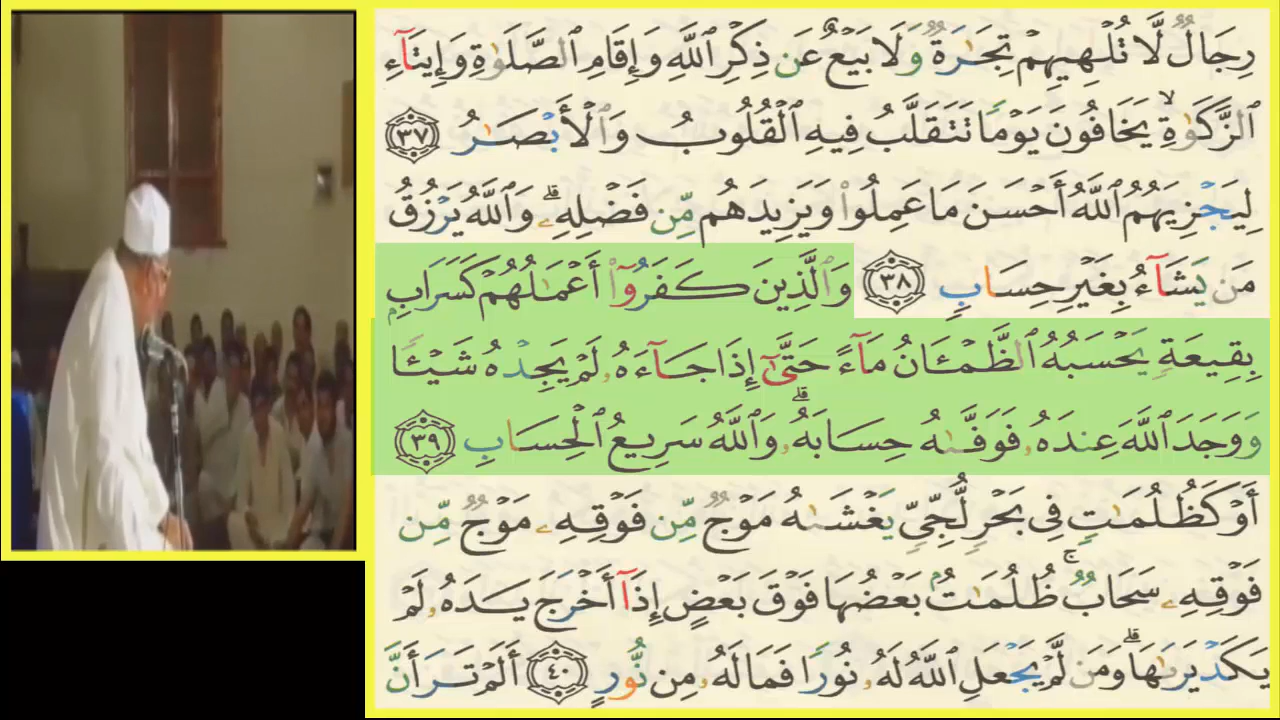 رِجَالٌ لَّا تُلْهِيهِمْ تِجَٰرَةٌ وَلَا بَيْعٌ عَن ذِكْرِ ٱللَّهِ وَإِقَامِ ٱلصَّلَوٰةِ وَإِيتَآءِ
ٱلزَّكَوٰةِ ۙ يَخَافُونَ يَوْمًا تَتَقَلَّبُ فِيهِ ٱلْقُلُوبُ وَٱلْأَبْصَٰرُ ٣٧
لِيَجْزِيَهُمُ ٱللَّهُ أَحْسَنَ مَا عَمِلُوا۟ وَيَزِيدَهُم مِّن فَضْلِهِۦ ۗ وَٱللَّهُ يَرْزُقُ
مَن يَشَآءُ بِغَيْرِ حِسَابٍ ٣٨ وَٱلَّذِينَ كَفَرُوٓا۟ أَعْمَٰلُهُمْ كَسَرَابٍۭ
بِقِيعَةٍ يَحْسَبُهُ ٱلظَّمْـَٔانُ مَآءً حَتَّىٰٓ إِذَا جَآءَهُۥ لَمْ يَجِدْهُ شَيْـًٔا
وَوَجَدَ ٱللَّهَ عِندَهُۥ فَوَفَّىٰهُ حِسَابَهُۥ ۗ وَٱللَّهُ سَرِيعُ ٱلْحِسَابِ ٣٩
أَوْ كَظُلُمَٰتٍ فِى بَحْرٍ لُّجِّىٍّ يَغْشَىٰهُ مَوْجٌ مِّن فَوْقِهِۦ مَوْجٌ مِّن
فَوْقِهِۦ سَحَابٌ ۚ ظُلُمَٰتٌۢ بَعْضُهَا فَوْقَ بَعْضٍ إِذَآ أَخْرَجَ يَدَهُۥ لَمْ
يَكَدْ يَرَىٰهَا ۗ وَمَن لَّمْ يَجْعَلِ ٱللَّهُ لَهُۥ نُورًا فَمَا لَهُۥ مِن نُّورٍ ٤٠ أَلَمْ تَرَ أَنَّ